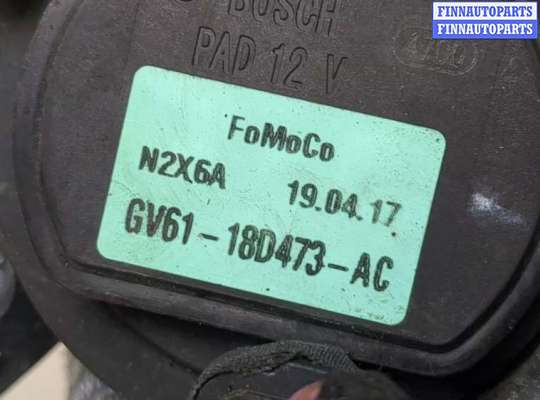 FINNAUTOPARTS
FINNAUTOPARTS
BOSCH
PAD 12 V
FoMoCo
N2X6A 19.04.17
GV61-18D473-AC